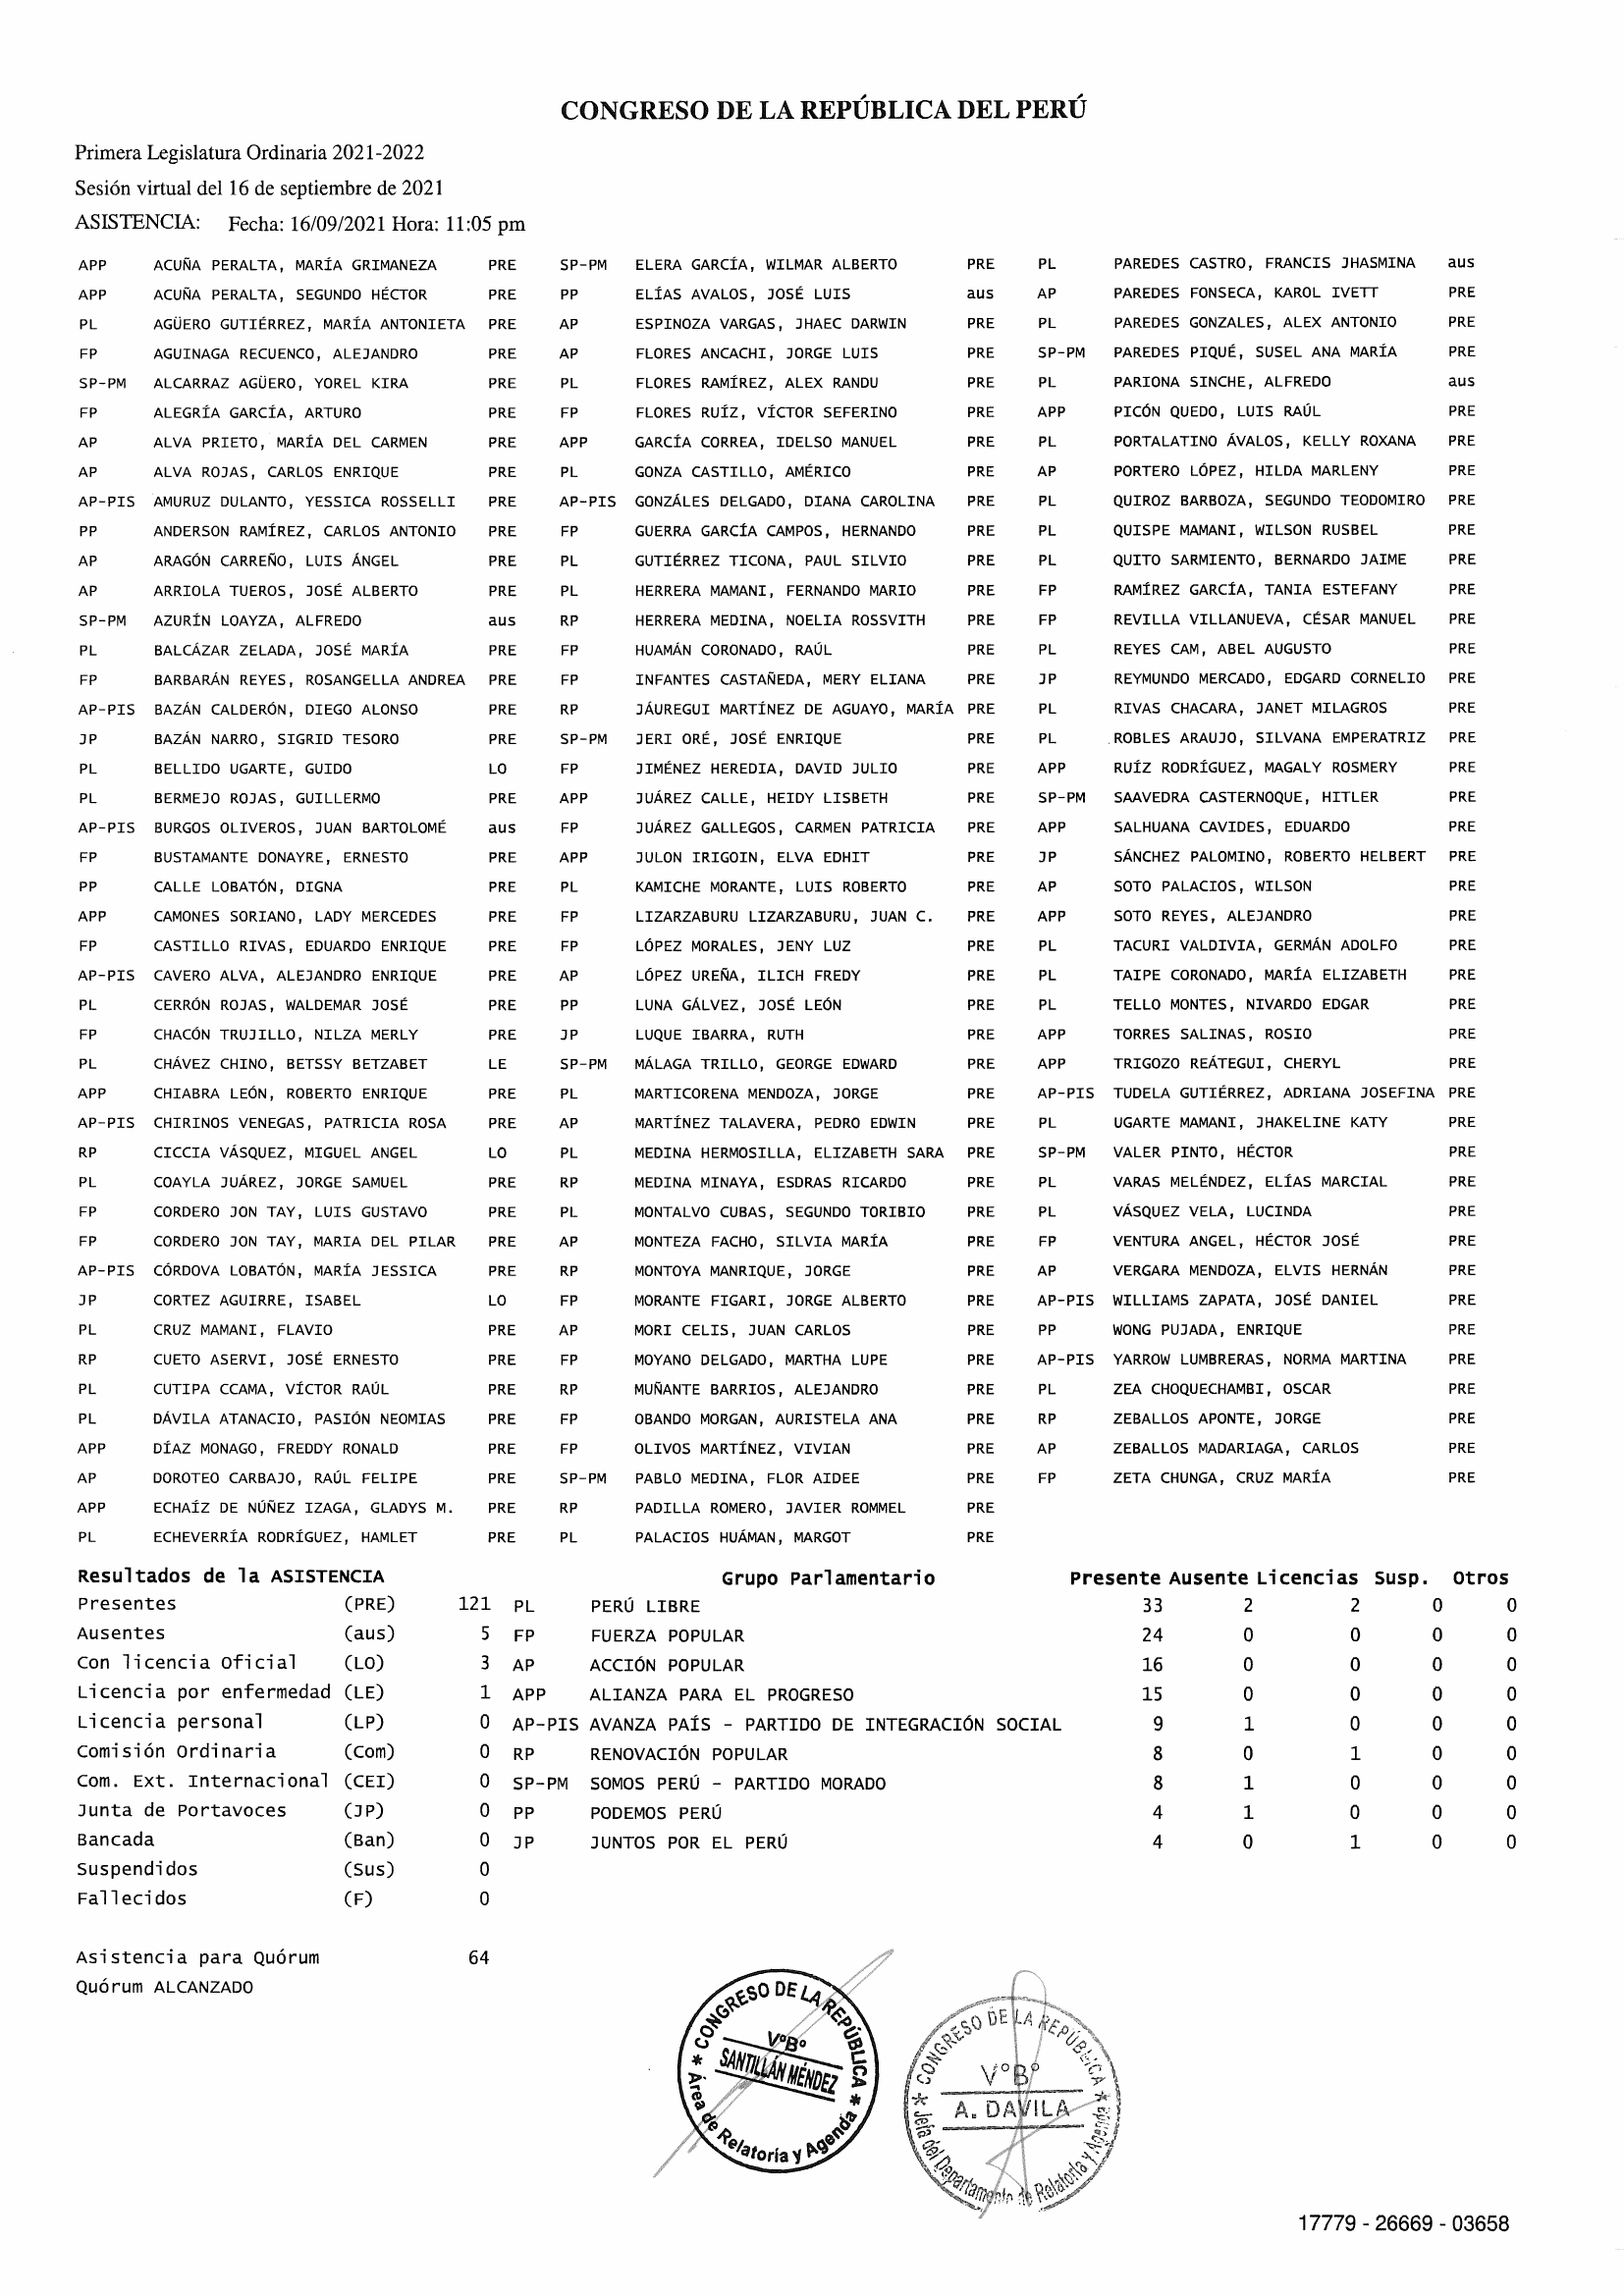 CONGRESO DE LA REPÚBLICA DEL PERÚ
Primera Legislatura Ordinaria 2021-2022
Sesión virtual del 16 de septiembre de 2021
ASISTENCIA: Fecha: 16/09/2021 Hora: 11:05 pm
APP ACUÑA PERALTA, MARÍA GRIMANEZA PRE SP-PM ELERA GARCÍA, WILMAR ALBERTO PRE PL PAREDES CASTRO, FRANCIS JHASMINA aus
APP ACUÑA PERALTA, SEGUNDO HÉCTOR PRE PP ELÍAS AVALOS, JOSÉ LUIS aus AP PAREDES FONSECA, KAROL IVETT PRE
PL AGÜERO GUTIÉRREZ, MARÍA ANTONIETA PRE AP ESPINOZA VARGAS, JHAEC DARWIN PRE PL PAREDES GONZALES, ALEX ANTONIO PRE
FP AGUINAGA RECUENCO, ALEJANDRO PRE AP FLORES ANCACHI, JORGE LUIS PRE SP-PM PAREDES PIQUÉ, SUSEL ANA MARÍA PRE
SP-PM ALCARRAZ AGÜERO, YOREL KIRA PRE PL FLORES RAMÍREZ, ALEX RANDU PRE PL PARIONA SINCHE, ALFREDO aus
FP ALEGRÍA GARCÍA, ARTURO PRE FP FLORES RUÍZ, VÍCTOR SEFERINO PRE APP PICÓN QUEDO, LUIS RAÚL PRE
AP ALVA PRIETO, MARÍA DEL CARMEN PRE APP GARCÍA CORREA, IDELSO MANUEL PRE PL PORTALATINO ÁVALOS, KELLY ROXANA PRE
AP ALVA ROJAS, CARLOS ENRIQUE PRE PL GONZA CASTILLO, AMÉRICO PRE AP PORTERO LÓPEZ, HILDA MARLENY PRE
AP-PIS AMURUZ DULANTO, YESSICA ROSSELLI PRE AP-PIS GONZÁLES DELGADO, DIANA CAROLINA PRE PL QUIROZ BARBOZA, SEGUNDO TEODOMIRO PRE
PP ANDERSON RAMÍREZ, CARLOS ANTONIO PRE FP GUERRA GARCÍA CAMPOS, HERNANDO PRE PL QUISPE MAMANI, WILSON RUSBEL PRE
AP ARAGÓN CARREÑO, LUIS ÁNGEL PRE PL GUTIÉRREZ TICONA, PAUL SILVIO PRE PL QUITO SARMIENTO, BERNARDO JAIME PRE
AP ARRIOLA TUEROS, JOSÉ ALBERTO PRE PL HERRERA MAMANI, FERNANDO MARIO PRE FP RAMÍREZ GARCÍA, TANIA ESTEFANY PRE
SP-PM AZURÍN LOAYZA, ALFREDO aus RP HERRERA MEDINA, NOELIA ROSSVITH PRE FP REVILLA VILLANUEVA, CÉSAR MANUEL PRE
PL BALCÁZAR ZELADA, JOSÉ MARÍA PRE FP HUAMÁN CORONADO, RAÚL PRE PL REYES CAM, ABEL AUGUSTO PRE
FP BARBARÁN REYES, ROSANGELLA ANDREA PRE FP INFANTES CASTAÑEDA, MERY ELIANA PRE JP REYMUNDO MERCADO, EDGARD CORNELIO PRE
AP-PIS BAZÁN CALDERÓN, DIEGO ALONSO PRE RP JÁUREGUI MARTÍNEZ DE AGUAYO, MARÍA PRE PL RIVAS CHACARA, JANET MILAGROS PRE
JP BAZÁN NARRO, SIGRID TESORO PRE SP-PM JERI ORÉ, JOSÉ ENRIQUE PRE PL ROBLES ARAUJO, SILVANA EMPERATRIZ PRE
PL BELLIDO UGARTE, GUIDO LO FP JIMÉNEZ HEREDIA, DAVID JULIO PRE APP RUÍZ RODRÍGUEZ, MAGALY ROSMERY PRE
PL BERMEJO ROJAS, GUILLERMO PRE APP JUÁREZ CALLE, HEIDY LISBETH PRE SP-PM SAAVEDRA CASTERNOQUE, HITLER PRE
AP-PIS BURGOS OLIVEROS, JUAN BARTOLOMÉ aus FP JUÁREZ GALLEGOS, CARMEN PATRICIA PRE APP SALHUANA CAVIDES, EDUARDO PRE
FP BUSTAMANTE DONAYRE, ERNESTO PRE APP JULON IRIGOIN, ELVA EDHIT PRE JP SÁNCHEZ PALOMINO, ROBERTO HELBERT PRE
PP CALLE LOBATÓN, DIGNA PRE PL KAMICHE MORANTE, LUIS ROBERTO PRE AP SOTO PALACIOS, WILSON PRE
APP CAMONES SORIANO, LADY MERCEDES PRE FP LIZARZABURU LIZARZABURU, JUAN C. PRE APP SOTO REYES, ALEJANDRO PRE
FP CASTILLO RIVAS, EDUARDO ENRIQUE PRE FP LÓPEZ MORALES, JENY LUZ PRE PL TACURI VALDIVIA, GERMÁN ADOLFO PRE
AP-PIS CAVERO ALVA, ALEJANDRO ENRIQUE PRE AP LÓPEZ UREÑA, ILICH FREDY PRE PL TAIPE CORONADO, MARÍA ELIZABETH PRE
PL CERRÓN ROJAS, WALDEMAR JOSÉ PRE PP LUNA GÁLVEZ, JOSÉ LEÓN PRE PL TELLO MONTES, NIVARDO EDGAR PRE
FP CHACÓN TRUJILLO, NILZA MERLY PRE JP LUQUE IBARRA, RUTH PRE APP TORRES SALINAS, ROSIO PRE
PL CHÁVEZ CHINO, BETSSY BETZABET LE SP-PM MÁLAGA TRILLO, GEORGE EDWARD PRE APP TRIGOZO REÁTEGUI, CHERYL PRE
APP CHIABRA LEÓN, ROBERTO ENRIQUE PRE PL MARTICORENA MENDOZA, JORGE PRE AP-PIS TUDELA GUTIÉRREZ, ADRIANA JOSEFINA PRE
AP-PIS CHIRINOS VENEGAS, PATRICIA ROSA PRE AP MARTÍNEZ TALAVERA, PEDRO EDWIN PRE PL UGARTE MAMANI, JHAKELINE KATY PRE
RP CICCIA VÁSQUEZ, MIGUEL ANGEL LO PL MEDINA HERMOSILLA, ELIZABETH SARA PRE SP-PM VALER PINTO, HÉCTOR PRE
PL COAYLA JUÁREZ, JORGE SAMUEL PRE RP MEDINA MINAYA, ESDRAS RICARDO PRE PL VARAS MELÉNDEZ, ELÍAS MARCIAL PRE
FP CORDERO JON TAY, LUIS GUSTAVO PRE PL MONTALVO CUBAS, SEGUNDO TORIBIO PRE PL VÁSQUEZ VELA, LUCINDA PRE
FP CORDERO JON TAY, MARIA DEL PILAR PRE AP MONTEZA FACHO, SILVIA MARÍA PRE FP VENTURA ANGEL, HÉCTOR JOSÉ PRE
AP-PIS CÓRDOVA LOBATÓN, MARÍA JESSICA PRE RP MONTOYA MANRIQUE, JORGE PRE AP VERGARA MENDOZA, ELVIS HERNÁN PRE
JP CORTEZ AGUIRRE, ISABEL LO FP MORANTE FIGARI, JORGE ALBERTO PRE AP-PIS WILLIAMS ZAPATA, JOSÉ DANIEL PRE
PL CRUZ MAMANI, FLAVIO PRE AP MORI CELIS, JUAN CARLOS PRE PP WONG PUJADA, ENRIQUE PRE
RP CUETO ASERVI, JOSÉ ERNESTO PRE FP MOYANO DELGADO, MARTHA LUPE PRE AP-PIS YARROW LUMBRERAS, NORMA MARTINA PRE
PL CUTIPA CCAMA, VÍCTOR RAÚL PRE RP MUÑANTE BARRIOS, ALEJANDRO PRE PL ZEA CHOQUECHAMBI, OSCAR PRE
PL DÁVILA ATANACIO, PASIÓN NEOMIAS PRE FP OBANDO MORGAN, AURISTELA ANA PRE RP ZEBALLOS APONTE, JORGE PRE
APP DÍAZ MONAGO, FREDDY RONALD PRE FP OLIVOS MARTÍNEZ, VIVIAN PRE AP ZEBALLOS MADARIAGA, CARLOS PRE
AP DOROTEO CARBAJO, RAÚL FELIPE PRE SP-PM PABLO MEDINA, FLOR AIDEE PRE FP ZETA CHUNGA, CRUZ MARÍA PRE
APP ECHAÍZ DE NÚÑEZ IZAGA, GLADYS M. PRE RP PADILLA ROMERO, JAVIER ROMMEL PRE
PL ECHEVERRÍA RODRÍGUEZ, HAMLET PRE PL PALACIOS HUÁMAN, MARGOT PRE
Resultados de la ASISTENCIA Grupo Parlamentario Presente Ausente Licencias Susp. Otros
Presentes (PRE) 121 PL PERÚ LIBRE 33 2 2 0 0
Ausentes (aus) 5 FP FUERZA POPULAR 24 0 0 0 0
Con licencia Oficial (LO) 3 AP ACCIÓN POPULAR 16 0 0 0 0
Licencia por enfermedad (LE) 1 APP ALIANZA PARA EL PROGRESO 15 0 0 0 0
Licencia personal (LP) 0 AP-PIS AVANZA PAÍS - PARTIDO DE INTEGRACIÓN SOCIAL 9 1 0 0 0
Comisión Ordinaria (Com) 0 RP RENOVACIÓN POPULAR 8 0 1 0 0
Com. Ext. Internacional (CEI) 0 SP-PM SOMOS PERÚ - PARTIDO MORADO 8 1 0 0 0
Junta de Portavoces (JP) 0 PP PODEMOS PERÚ 4 1 0 0 0
Bancada (Ban) 0 JP JUNTOS POR EL PERÚ 4 0 1 0 0
Suspendidos (Sus) 0
Fallecidos (F) 0
Asistencia para Quórum 64
Quórum ALCANZADO
* CONGRESO DE LA REPÚBLICA *
V°B°
SANTILLÁN MÉNDEZ
Área de Relatoría y Agenda
* CONGRESO DE LA REPÚBLICA *
V°B°
A. DAVILA
Jefa del Departamento de Relatoría y Agenda
17779 - 26669 - 03658